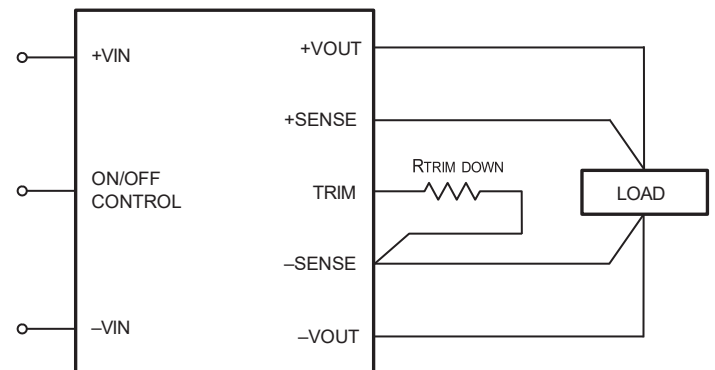 +VIN
+VOUT
+SENSE
RTRIM DOWN
ON/OFF
CONTROL
TRIM
LOAD
–SENSE
–VIN
–VOUT